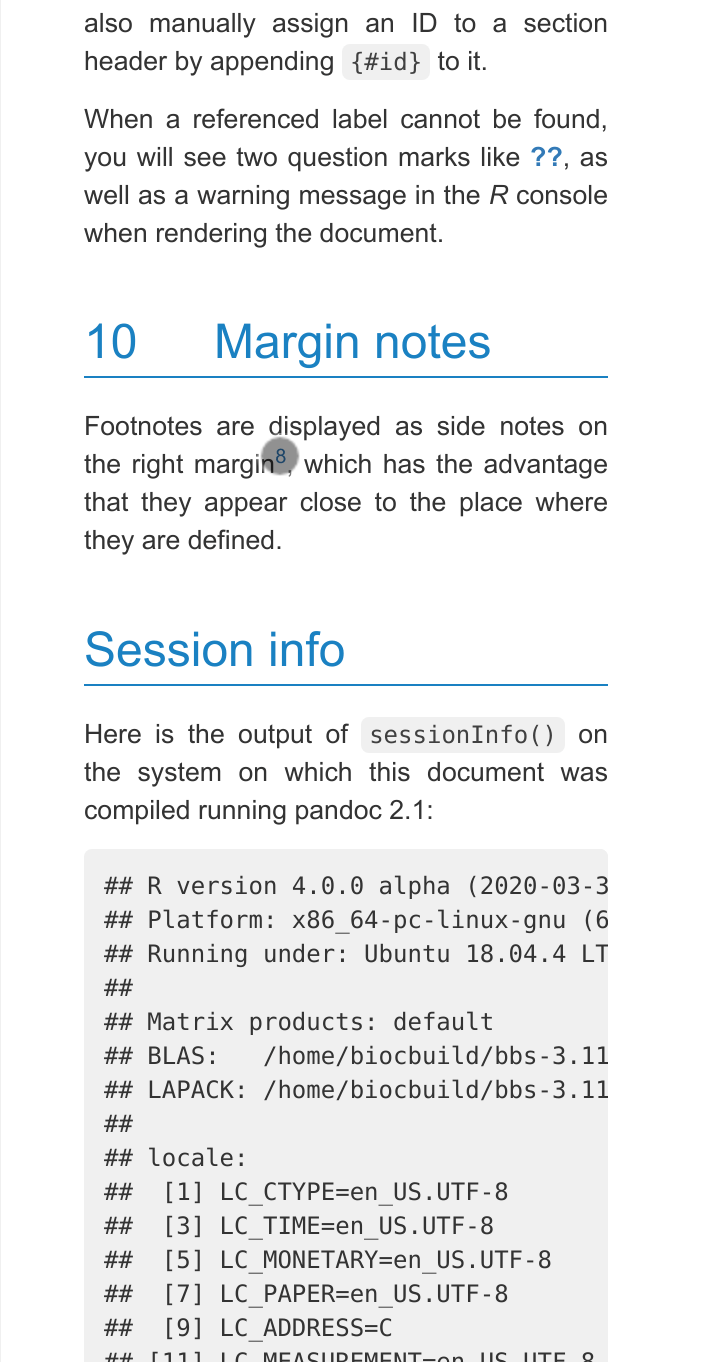 also manually assign an ID to a section
header by appending {#id} to it.
When a referenced label cannot be found,
you will see two question marks like ??, as
well as a warning message in the R console
when rendering the document.
10 Margin notes
Footnotes are displayed as side notes on
the right margin8, which has the advantage
that they appear close to the place where
they are defined.
Session info
Here is the output of sessionInfo() on
the system on which this document was
compiled running pandoc 2.1:
## R version 4.0.0 alpha (2020-03-3
## Platform: x86_64-pc-linux-gnu (6
## Running under: Ubuntu 18.04.4 LT
##
## Matrix products: default
## BLAS:   /home/biocbuild/bbs-3.11
## LAPACK: /home/biocbuild/bbs-3.11
##
## locale:
##  [1] LC_CTYPE=en_US.UTF-8
##  [3] LC_TIME=en_US.UTF-8
##  [5] LC_MONETARY=en_US.UTF-8
##  [7] LC_PAPER=en_US.UTF-8
##  [9] LC_ADDRESS=C
## [11] LC_MEASUREMENT=en_US.UTF-8